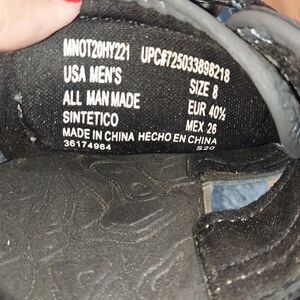 MNOT20HY221 UPC#725033898218
USA MEN'S SIZE 8
ALL MAN MADE EUR 40½
SINTETICO MEX 26
MADE IN CHINA HECHO EN CHINA
36174964 S20